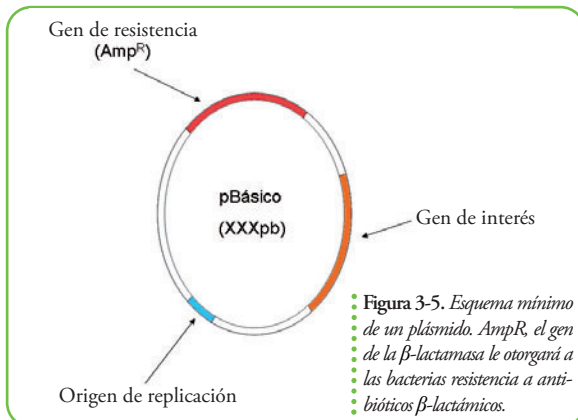 Gen de resistencia
(Ampᴿ)
pBásico
(XXXpb)
Gen de interés
Origen de replicación
Figura 3-5. Esquema mínimo
de un plásmido. AmpR, el gen
de la β-lactamasa le otorgará a
las bacterias resistencia a anti-
bióticos β-lactámicos.